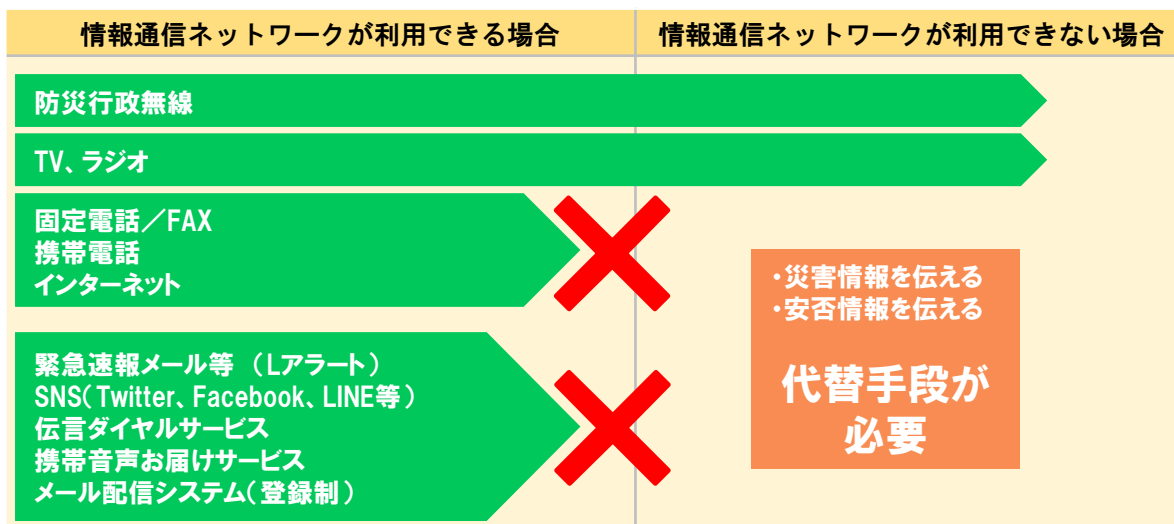 情報通信ネットワークが利用できる場合
情報通信ネットワークが利用できない場合
防災行政無線
TV、ラジオ
固定電話／FAX
携帯電話
インターネット
緊急速報メール等 （Lアラート）
SNS（Twitter、Facebook、LINE等）
伝言ダイヤルサービス
携帯音声お届けサービス
メール配信システム（登録制）
・災害情報を伝える
・安否情報を伝える
代替手段が
必要